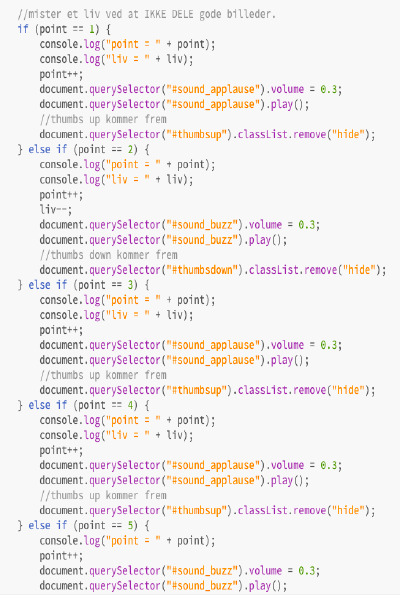 //mister et liv ved at IKKE DELE gode billeder.
if (point == 1) {
console.log("point = " + point);
console.log("liv = " + liv);
point++;
document.querySelector("#sound_applause").volume = 0.3;
document.querySelector("#sound_applause").play();
//thumbs up kommer frem
document.querySelector("#thumbsup").classList.remove("hide");
} else if (point == 2) {
console.log("point = " + point);
console.log("liv = " + liv);
point++;
liv--;
document.querySelector("#sound_buzz").volume = 0.3;
document.querySelector("#sound_buzz").play();
//thumbs down kommer frem
document.querySelector("#thumbsdown").classList.remove("hide");
} else if (point == 3) {
console.log("point = " + point);
console.log("liv = " + liv);
point++;
document.querySelector("#sound_applause").volume = 0.3;
document.querySelector("#sound_applause").play();
//thumbs up kommer frem
document.querySelector("#thumbsup").classList.remove("hide");
} else if (point == 4) {
console.log("point = " + point);
console.log("liv = " + liv);
point++;
document.querySelector("#sound_applause").volume = 0.3;
document.querySelector("#sound_applause").play();
//thumbs up kommer frem
document.querySelector("#thumbsup").classList.remove("hide");
} else if (point == 5) {
console.log("point = " + point);
point++;
document.querySelector("#sound_buzz").volume = 0.3;
document.querySelector("#sound_buzz").play();